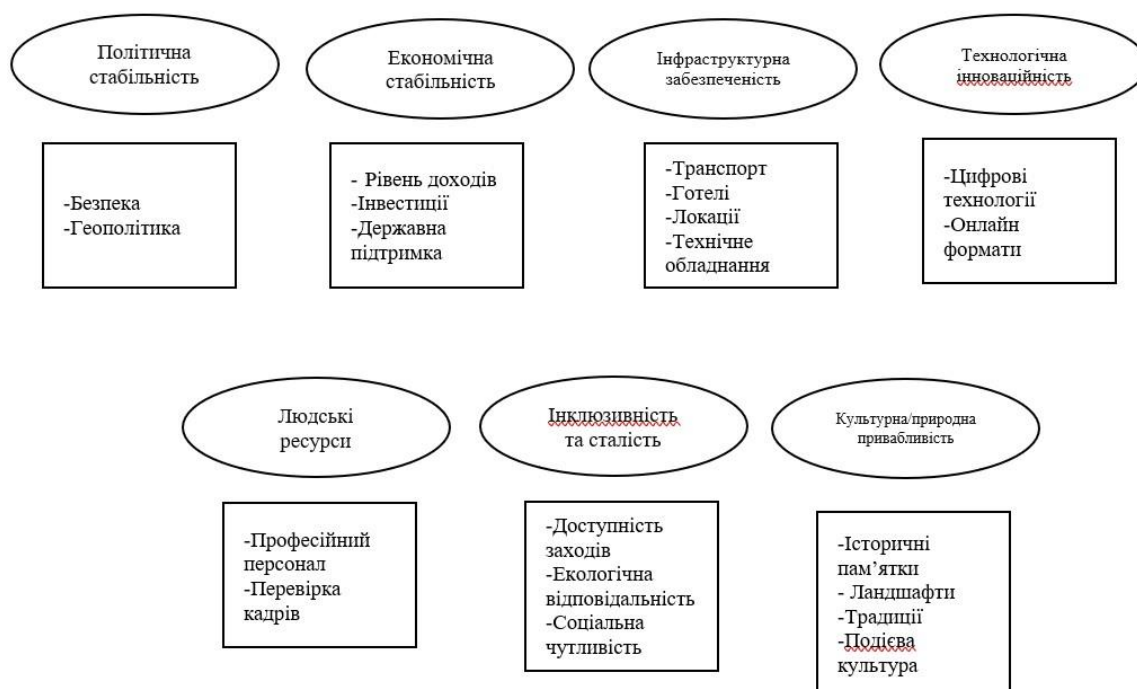 Політична
стабільність
Економічна
стабільність
Інфраструктурна
забезпеченість
Технологічна
інноваційність
-Безпека
-Геополітика
- Рівень доходів
-Інвестиції
-Державна
підтримка
-Транспорт
-Готелі
-Локації
-Технічне
обладнання
-Цифрові
технології
-Онлайн
формати
Людські
ресурси
Інклюзивність
та сталість
Культурна/природна
привабливість
-Професійний
персонал
-Перевірка
кадрів
-Доступність
заходів
-Екологічна
відповідальність
-Соціальна
чутливість
-Історичні
пам’ятки
- Ландшафти
-Традиції
-Подієва
культура